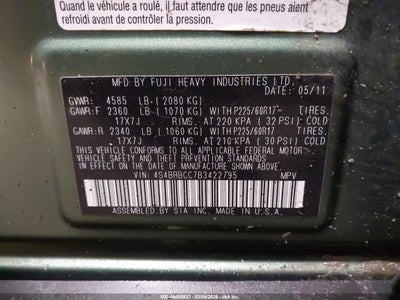 Quand le véhicule a roulé, il faut attendre que les pneus aient refroidi
avant de contrôler la pression.
MFD BY FUJI HEAVY INDUSTRIES LTD.
DATE: 05/11
GVWR: 4585 LB ( 2080 KG)
GAWR:F 2360 LB ( 1070 KG) WITH P225/60R17 TIRES,
17X7J RIMS, AT 220 KPA ( 32 PSI) COLD
GAWR:R 2340 LB ( 1060 KG) WITH P225/60R17 TIRES,
17X7J RIMS, AT 210 KPA ( 30 PSI) COLD
THIS VEHICLE CONFORMS TO ALL APPLICABLE FEDERAL MOTOR
VEHICLE SAFETY STANDARDS IN EFFECT ON THE DATE OF
MANUFACTURE SHOWN ABOVE.
VIN: 4S4BRBCC7B3422795 MPV
ASSEMBLED BY SIA INC. MADE IN U.S.A.